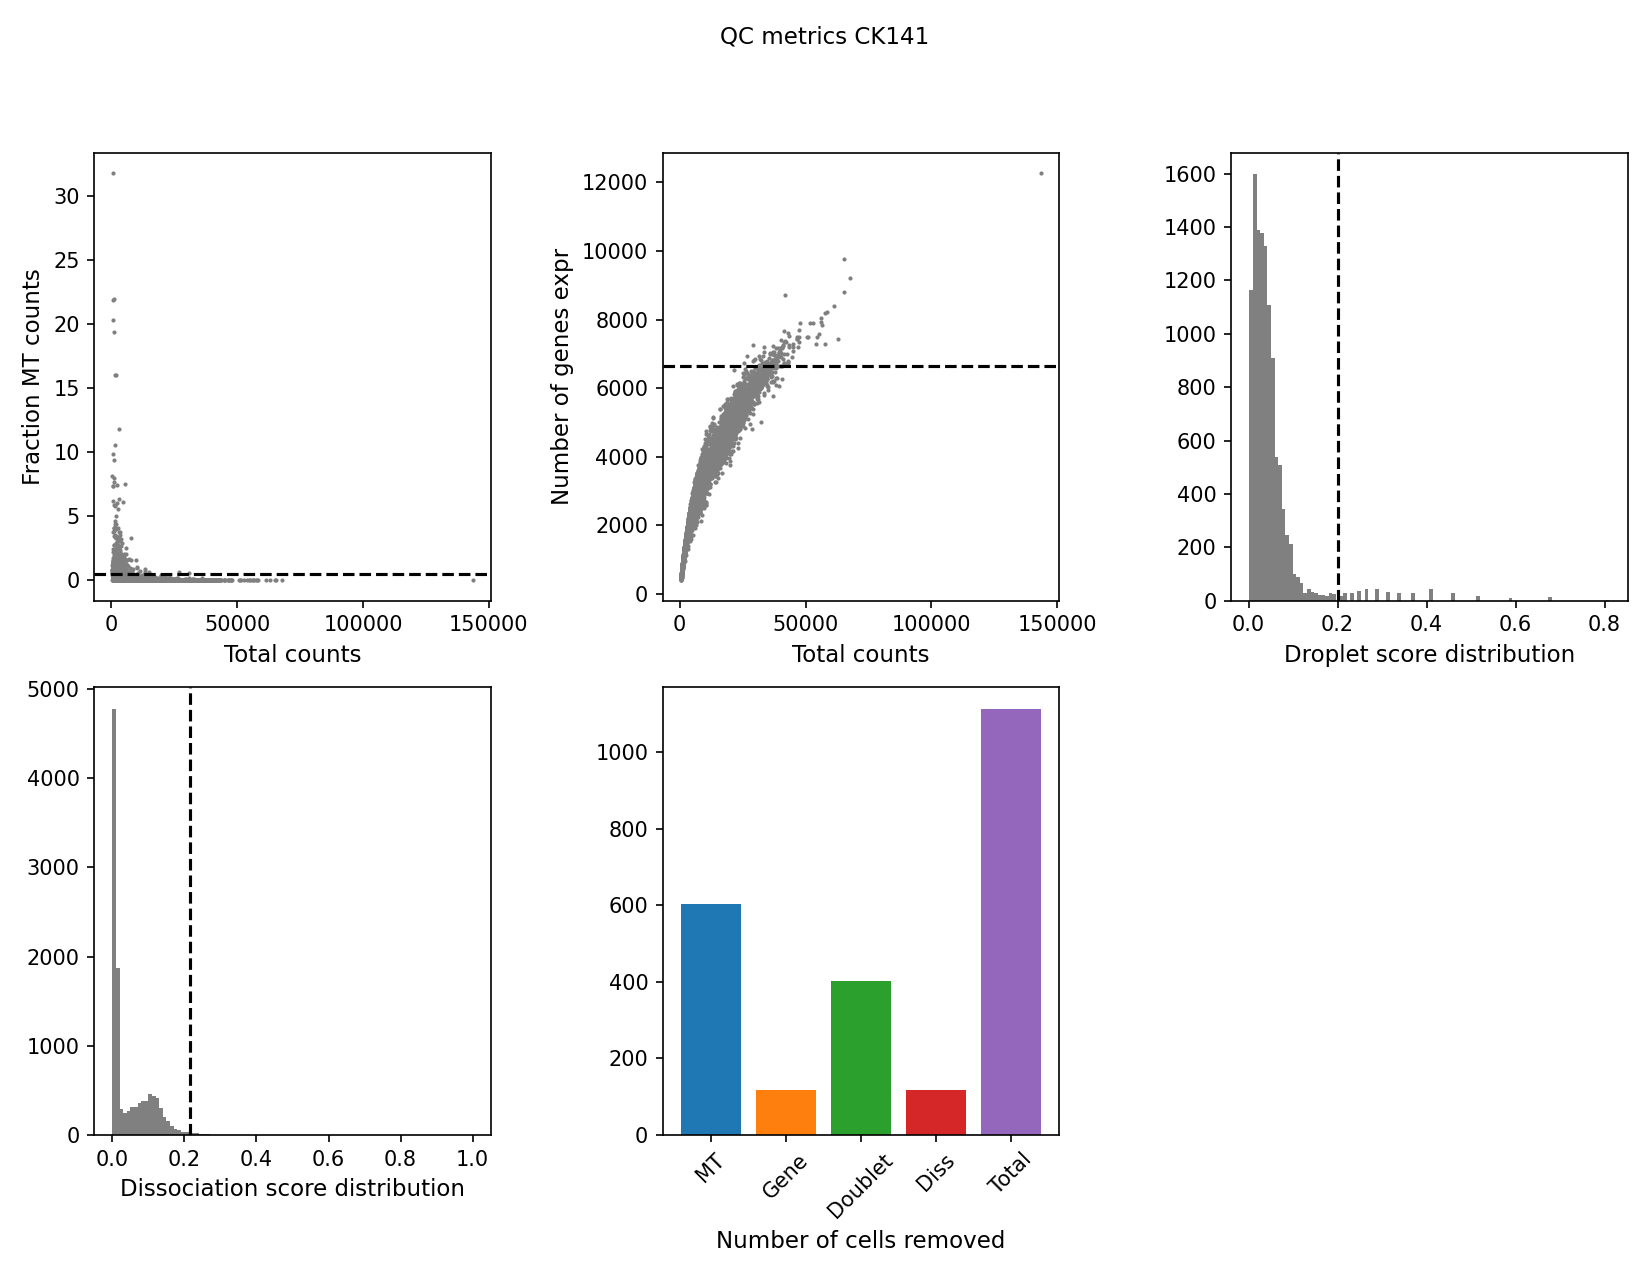 QC metrics CK141
Fraction MT counts
30
25
20
15
10
5
0
0 50000 100000 150000
Total counts
Number of genes expr
12000
10000
8000
6000
4000
2000
0
0 50000 100000 150000
Total counts
1600
1400
1200
1000
800
600
400
200
0
0.0 0.2 0.4 0.6 0.8
Droplet score distribution
5000
4000
3000
2000
1000
0
0.0 0.2 0.4 0.6 0.8 1.0
Dissociation score distribution
1000
800
600
400
200
0
MT Gene Doublet Diss Total
Number of cells removed